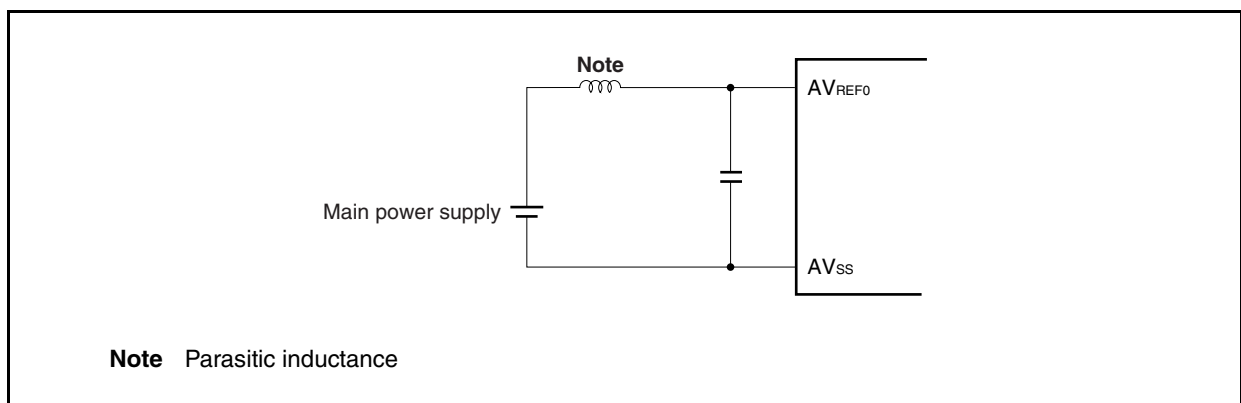 Note
AVREF0
Main power supply
AVSS
Note Parasitic inductance